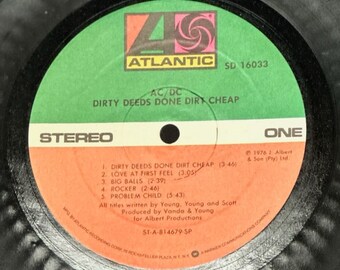 ATLANTIC
SD 16033
AC/DC
DIRTY DEEDS DONE DIRT CHEAP
STEREO
ONE
1. DIRTY DEEDS DONE DIRT CHEAP (3:46)
2. LOVE AT FIRST FEEL (3:05)
3. BIG BALLS (2:39)
4. ROCKER (2:46)
5. PROBLEM CHILD (5:43)
℗ 1976 J. Albert
& Son (Pty) Ltd.
All titles written by Young, Young and Scott
Produced by Vanda & Young
for Albert Productions
ST-A-814679 SP